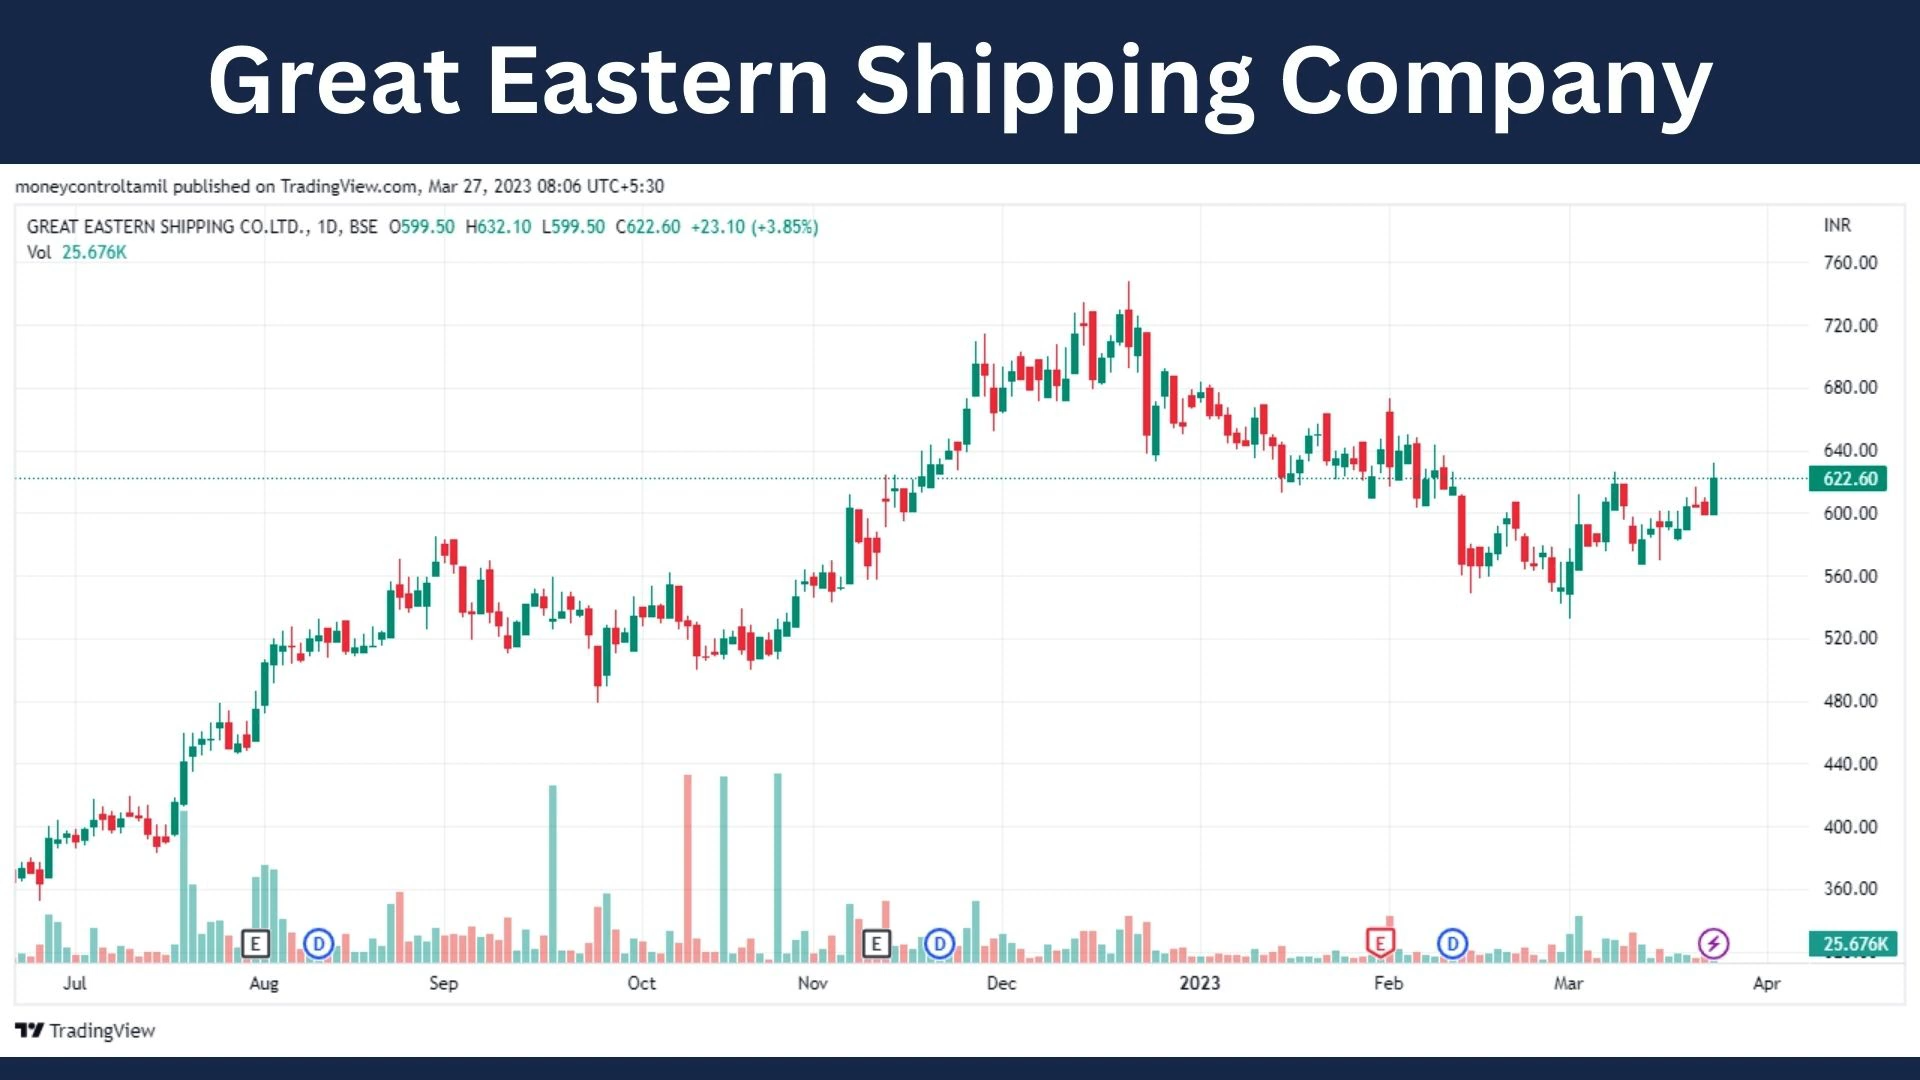 Great Eastern Shipping Company
moneycontroltamil published on TradingView.com, Mar 27, 2023 08:06 UTC+5:30
GREAT EASTERN SHIPPING CO.LTD., 1D, BSE O599.50 H632.10 L599.50 C622.60 +23.10 (+3.85%)
INR
Vol 25.676K
760.00
720.00
680.00
640.00
622.60
600.00
560.00
520.00
480.00
440.00
400.00
360.00
E D E D E D
25.676K
Jul Aug Sep Oct Nov Dec 2023 Feb Mar Apr
TradingView